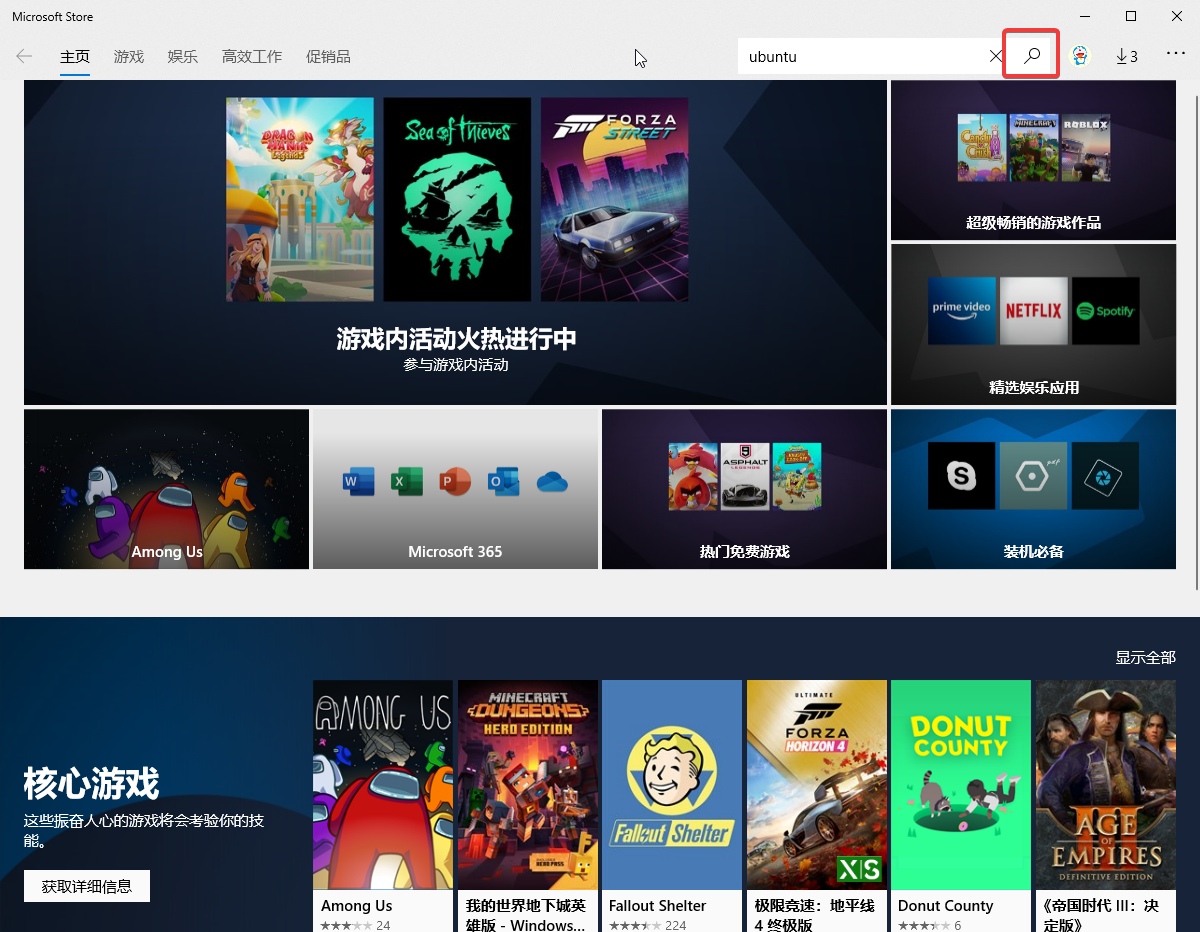 Microsoft Store
主页
游戏
娱乐
高效工作
促销品
ubuntu
3
DRAGON
MANIA
Legends
Sea of Thieves
FORZA
STREET
游戏内活动火热进行中
参与游戏内活动
Candy
Crush
MINECRAFT
ROBLOX
超级畅销的游戏作品
prime video
NETFLIX
Spotify
精选娱乐应用
Among Us
W
X
P
O
Microsoft 365
9
ASPHALT
LEGENDS
热门免费游戏
S
pdf
装机必备
显示全部
核心游戏
这些振奋人心的游戏将会考验你的技
能。
获取详细信息
AMONG US
Among Us
24
MINECRAFT
DUNGEONS
HERO EDITION
INCLUDES
HERO PASS
我的世界地下城英
雄版 - Windows...
Fallout Shelter
Fallout Shelter
224
ULTIMATE
FORZA
HORIZON 4
X|S
极限竞速：地平线
4 终极版
DONUT
COUNTY
Donut County
6
III
AGE
OF
EMPIRES
DEFINITIVE EDITION
《帝国时代 III：决
定版》